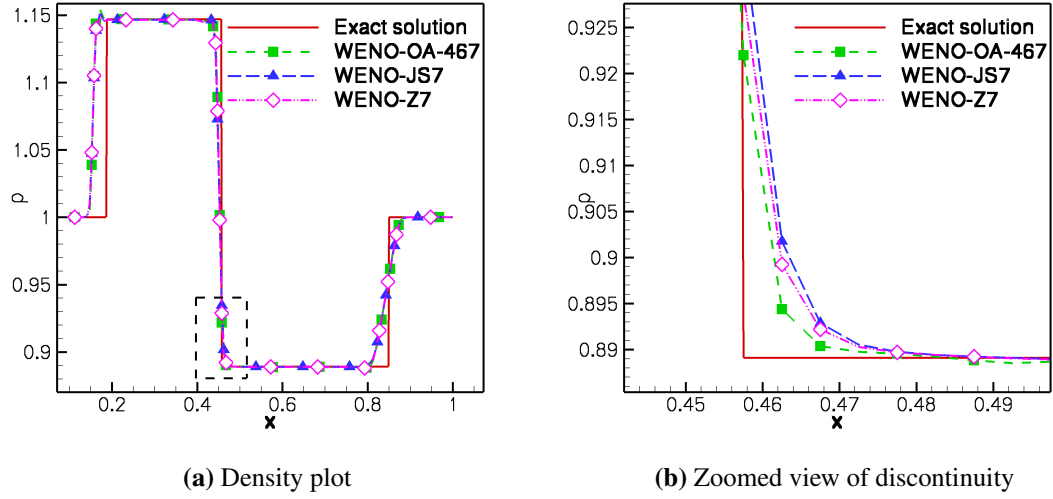 Exact solution
WENO-OA-467
WENO-JS7
WENO-Z7
1.15
1.1
1.05
1
0.95
0.9
ρ
0.2 0.4 0.6 0.8 1
x
(a) Density plot
Exact solution
WENO-OA-467
WENO-JS7
WENO-Z7
0.925
0.92
0.915
0.91
0.905
0.9
0.895
0.89
ρ
0.45 0.46 0.47 0.48 0.49
x
(b) Zoomed view of discontinuity